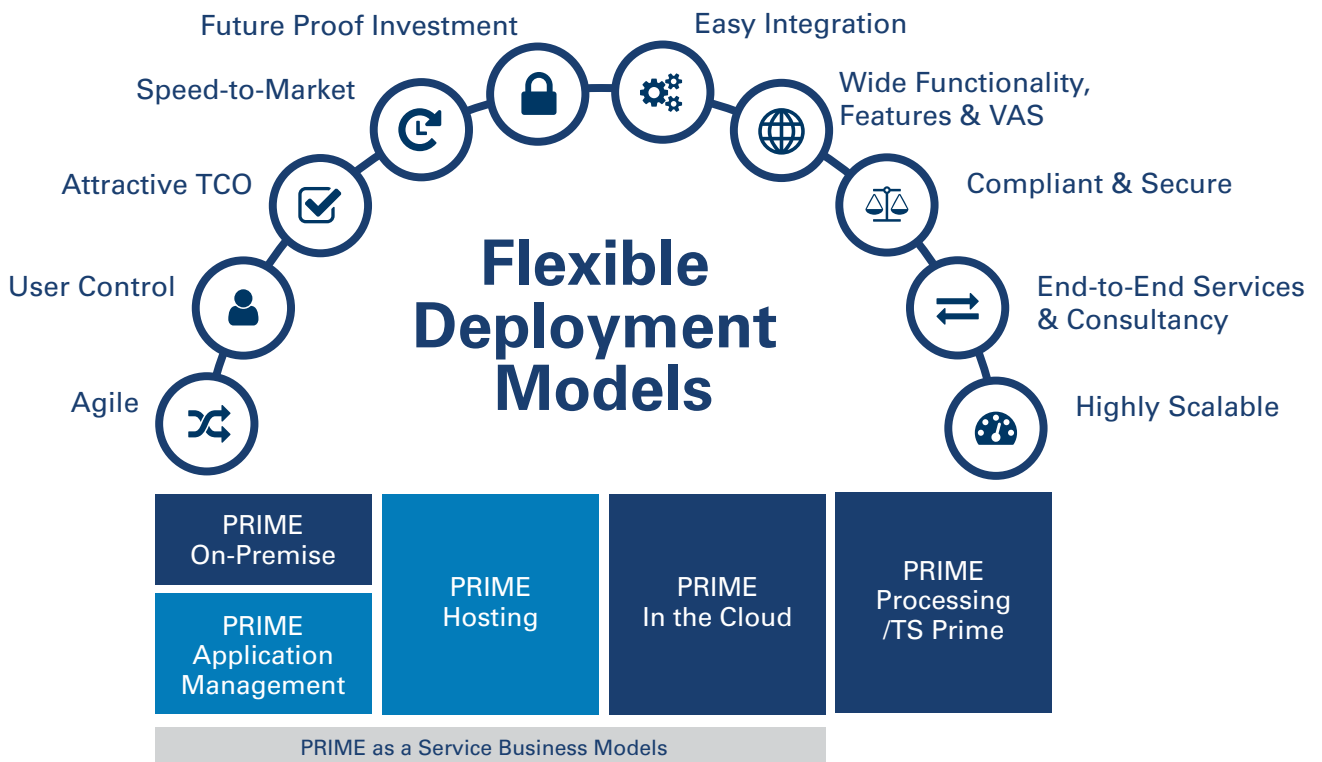 Future Proof Investment
Easy Integration
Speed-to-Market
Wide Functionality,
Features & VAS
Attractive TCO
Compliant & Secure
User Control
End-to-End Services
& Consultancy
Agile
Highly Scalable
Flexible
Deployment
Models
PRIME
On-Premise
PRIME
Application
Management
PRIME
Hosting
PRIME
In the Cloud
PRIME
Processing
/TS Prime
PRIME as a Service Business Models